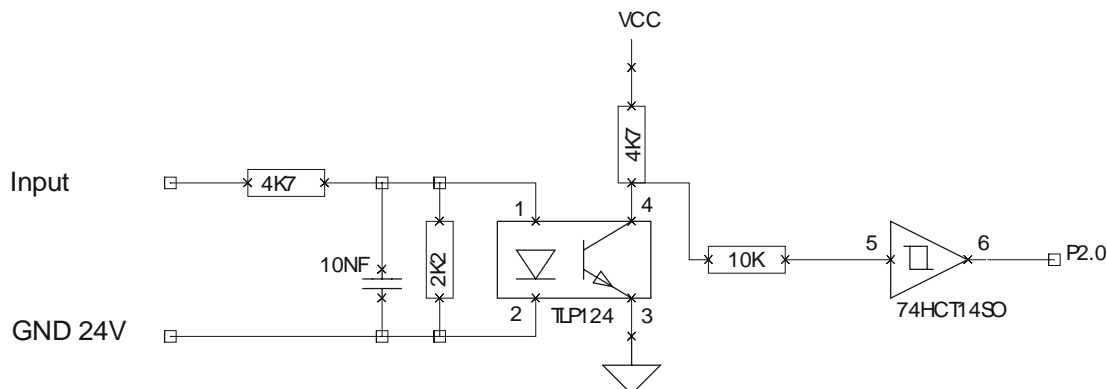 VCC
4K7
Input
4K7
1
4
10NF
2K2
10K
5
6
P2.0
2
TLP124
3
74HCT14SO
GND 24V